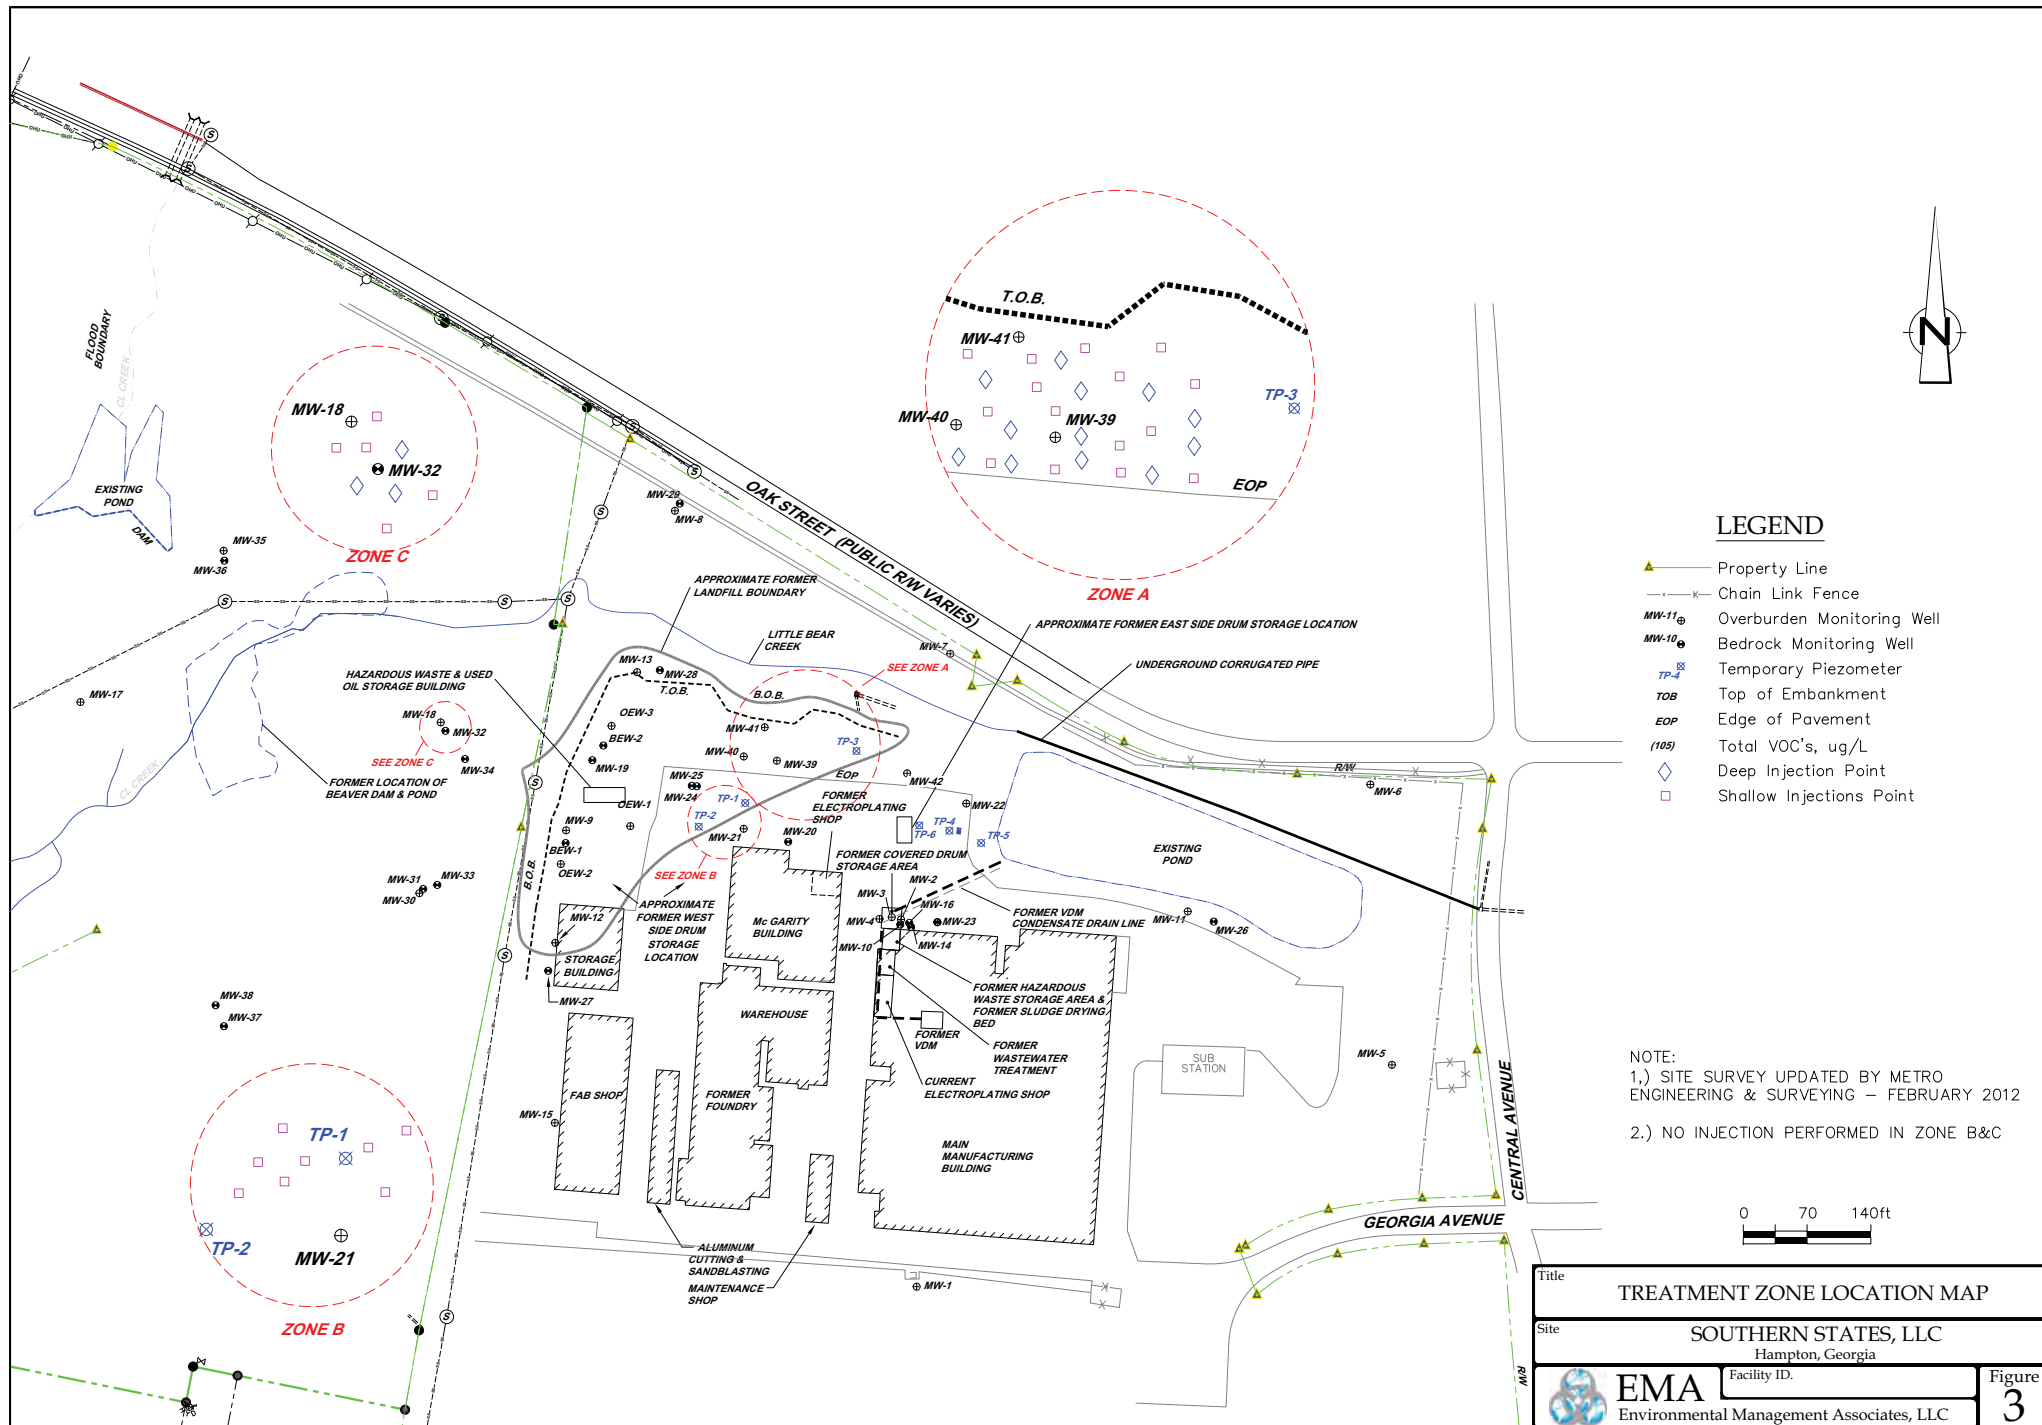 FLOOD
BOUNDARY
CL CREEK
EXISTING
POND
DAM
MW-18
MW-32
ZONE C
T.O.B.
MW-41
MW-40
MW-39
TP-3
EOP
ZONE A
N
OAK STREET (PUBLIC R/W VARIES)
MW-29
MW-8
MW-35
MW-36
MW-17
APPROXIMATE FORMER
LANDFILL BOUNDARY
LITTLE BEAR
CREEK
MW-7
APPROXIMATE FORMER EAST SIDE DRUM STORAGE LOCATION
UNDERGROUND CORRUGATED PIPE
HAZARDOUS WASTE & USED
OIL STORAGE BUILDING
MW-13
MW-28
T.O.B.
B.O.B.
SEE ZONE A
MW-18
MW-32
SEE ZONE C
MW-34
FORMER LOCATION OF
BEAVER DAM & POND
CL CREEK
OEW-3
BEW-2
MW-19
MW-41
MW-40
MW-39
TP-3
EOP
MW-42
MW-25
MW-24
TP-1
TP-2
MW-21
MW-20
SEE ZONE B
OEW-1
MW-9
BEW-1
OEW-2
B.O.B.
FORMER
ELECTROPLATING
SHOP
MW-22
TP-6
TP-4
TP-5
R/W
MW-6
EXISTING
POND
FORMER COVERED DRUM
STORAGE AREA
MW-2
MW-3
MW-16
MW-4
MW-23
MW-10
MW-14
FORMER VDM
CONDENSATE DRAIN LINE
MW-11
MW-26
MW-31
MW-30
MW-33
MW-12
APPROXIMATE
FORMER WEST
SIDE DRUM
STORAGE
LOCATION
Mc GARITY
BUILDING
STORAGE
BUILDING
MW-27
MW-38
MW-37
WAREHOUSE
FORMER HAZARDOUS
WASTE STORAGE AREA &
FORMER SLUDGE DRYING
BED
FORMER
VDM
FORMER
WASTEWATER
TREATMENT
CURRENT
ELECTROPLATING SHOP
SUB
STATION
MW-5
FAB SHOP
FORMER
FOUNDRY
MW-15
MAIN
MANUFACTURING
BUILDING
CENTRAL AVENUE
GEORGIA AVENUE
R/W
TP-1
TP-2
MW-21
ZONE B
ALUMINUM
CUTTING &
SANDBLASTING
MAINTENANCE
SHOP
MW-1
LEGEND
Property Line
Chain Link Fence
MW-11 Overburden Monitoring Well
MW-10 Bedrock Monitoring Well
TP-4 Temporary Piezometer
TOB Top of Embankment
EOP Edge of Pavement
(105) Total VOC's, ug/L
Deep Injection Point
Shallow Injections Point
NOTE:
1,) SITE SURVEY UPDATED BY METRO
ENGINEERING & SURVEYING – FEBRUARY 2012
2.) NO INJECTION PERFORMED IN ZONE B&C
0 70 140ft
Title
TREATMENT ZONE LOCATION MAP
Site
SOUTHERN STATES, LLC
Hampton, Georgia
EMA
Environmental Management Associates, LLC
Facility ID.
Figure
3